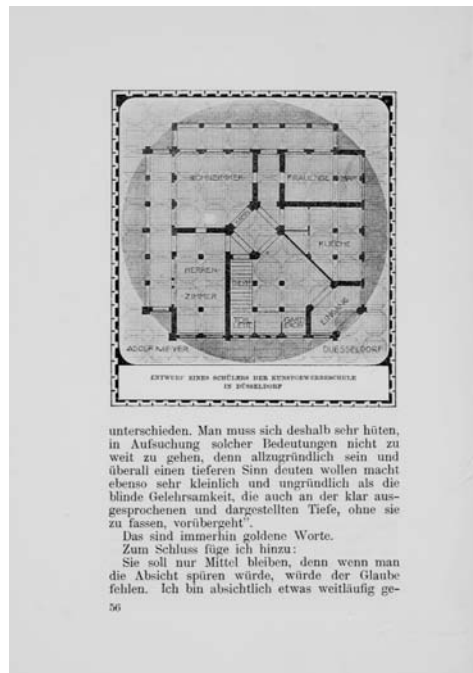 WOHNZIMMER
FRAUENGEMACH
KÜCHE
HERREN
ZIMMER
EINGANG
ADOLF MEYER
DUESSELDORF
ENTWURF EINES SCHÜLERS DER KUNSTGEWERBESCHULE
IN DÜSSELDORF
unterschieden. Man muss sich deshalb sehr hüten,
in Aufsuchung solcher Bedeutungen nicht zu
weit zu gehen, denn allzugründlich sein und
überall einen tieferen Sinn deuten wollen macht
ebenso sehr kleinlich und ungründlich als die
blinde Gelehrsamkeit, die auch an der klar aus-
gesprochenen und dargestellten Tiefe, ohne sie
zu fassen, vorübergeht".
Das sind immerhin goldene Worte.
Zum Schluss füge ich hinzu:
Sie soll nur Mittel bleiben, denn wenn man
die Absicht spüren würde, würde der Glaube
fehlen. Ich bin absichtlich etwas weitläufig ge-
56